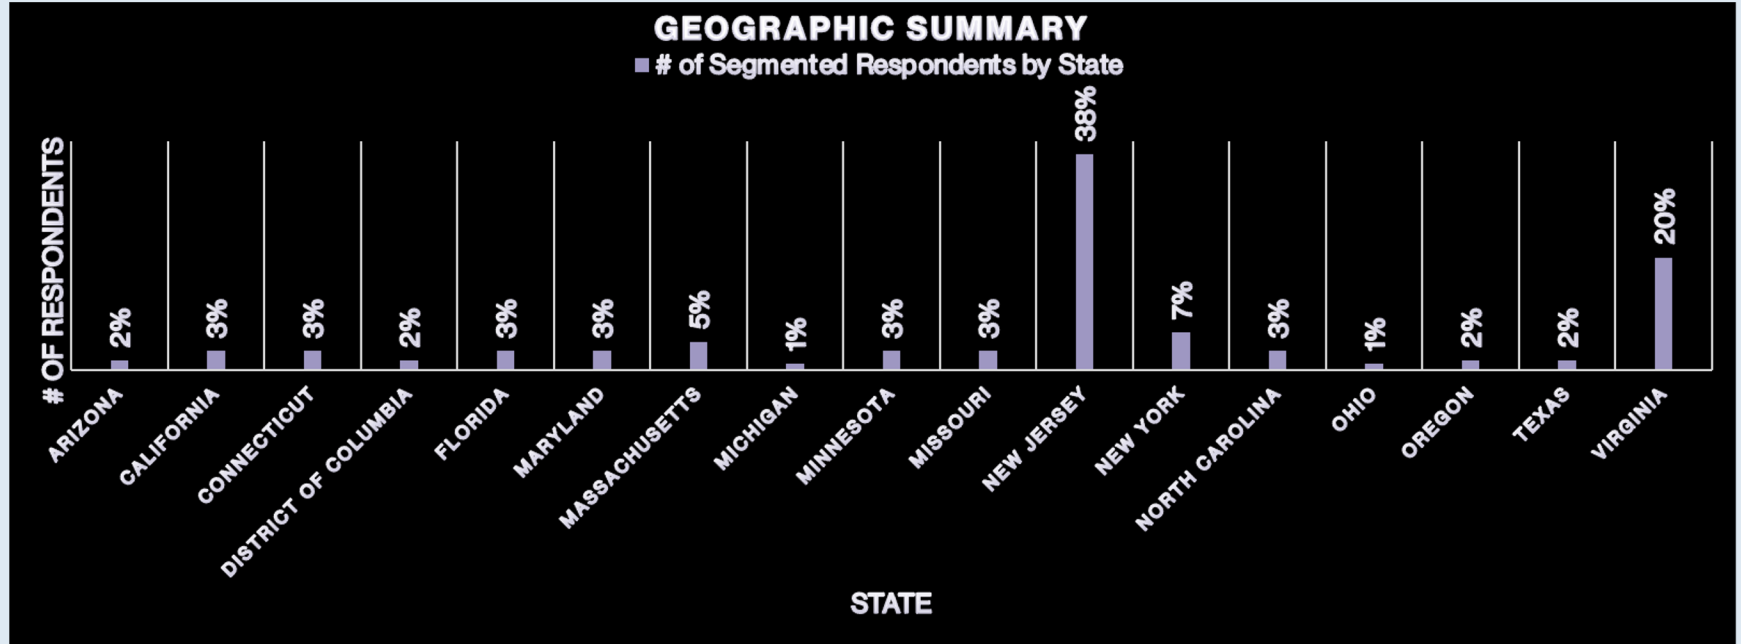 GEOGRAPHIC SUMMARY
# of Segmented Respondents by State
# OF RESPONDENTS
2%
3%
3%
2%
3%
3%
5%
1%
3%
3%
38%
7%
3%
1%
2%
2%
20%
ARIZONA
CALIFORNIA
CONNECTICUT
DISTRICT OF COLUMBIA
FLORIDA
MARYLAND
MASSACHUSETTS
MICHIGAN
MINNESOTA
MISSOURI
NEW JERSEY
NEW YORK
NORTH CAROLINA
OHIO
OREGON
TEXAS
VIRGINIA
STATE